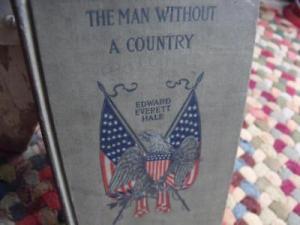 THE MAN WITHOUT
A COUNTRY
EDWARD
EVERETT
HALE